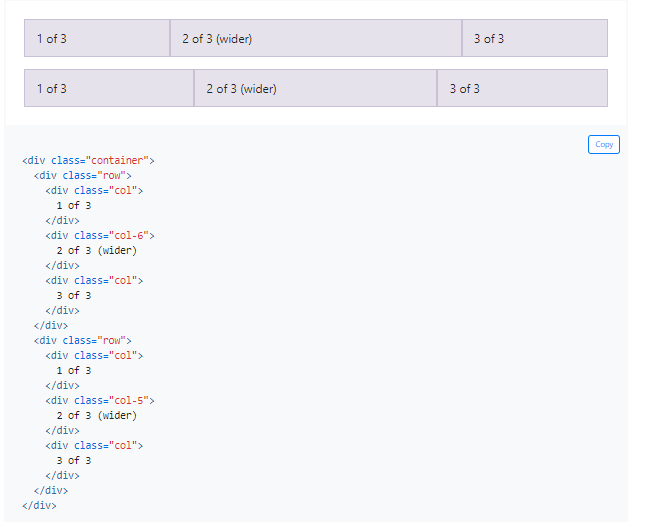 1 of 3 2 of 3 (wider) 3 of 3
1 of 3 2 of 3 (wider) 3 of 3
Copy
<div class="container">
  <div class="row">
    <div class="col">
      1 of 3
    </div>
    <div class="col-6">
      2 of 3 (wider)
    </div>
    <div class="col">
      3 of 3
    </div>
  </div>
  <div class="row">
    <div class="col">
      1 of 3
    </div>
    <div class="col-5">
      2 of 3 (wider)
    </div>
    <div class="col">
      3 of 3
    </div>
  </div>
</div>